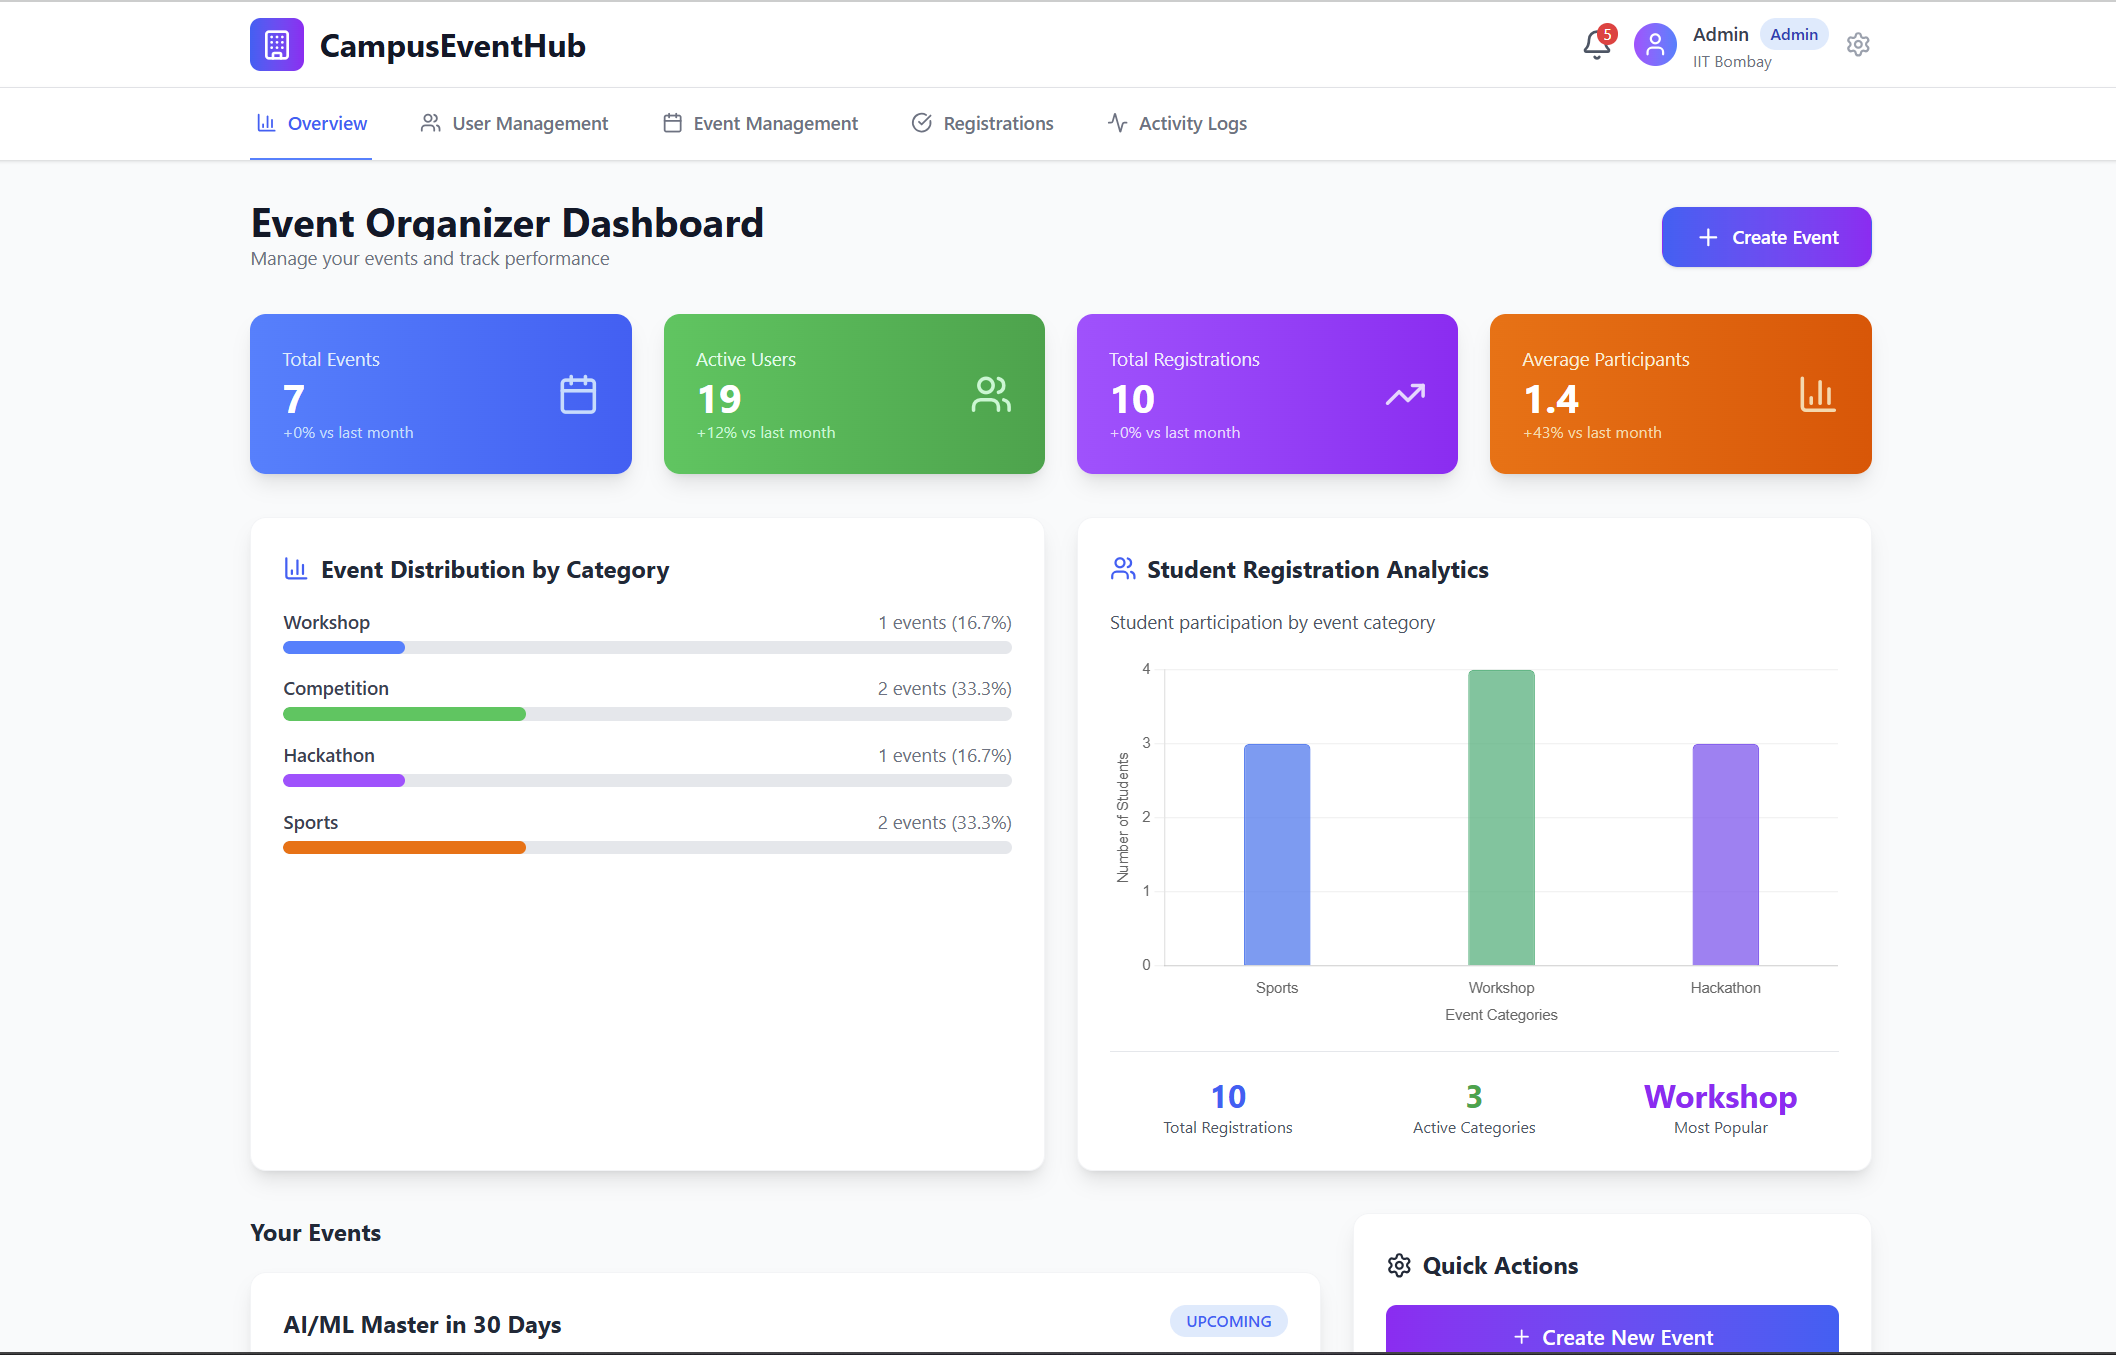 CampusEventHub
5
Admin Admin
IIT Bombay
Overview User Management Event Management Registrations Activity Logs
Event Organizer Dashboard
Manage your events and track performance
Create Event
Total Events
7
+0% vs last month
Active Users
19
+12% vs last month
Total Registrations
10
+0% vs last month
Average Participants
1.4
+43% vs last month
Event Distribution by Category
Workshop 1 events (16.7%)
Competition 2 events (33.3%)
Hackathon 1 events (16.7%)
Sports 2 events (33.3%)
Student Registration Analytics
Student participation by event category
Number of Students
4
3
2
1
0
Sports Workshop Hackathon
Event Categories
10
Total Registrations
3
Active Categories
Workshop
Most Popular
Your Events
AI/ML Master in 30 Days UPCOMING
Quick Actions
Create New Event